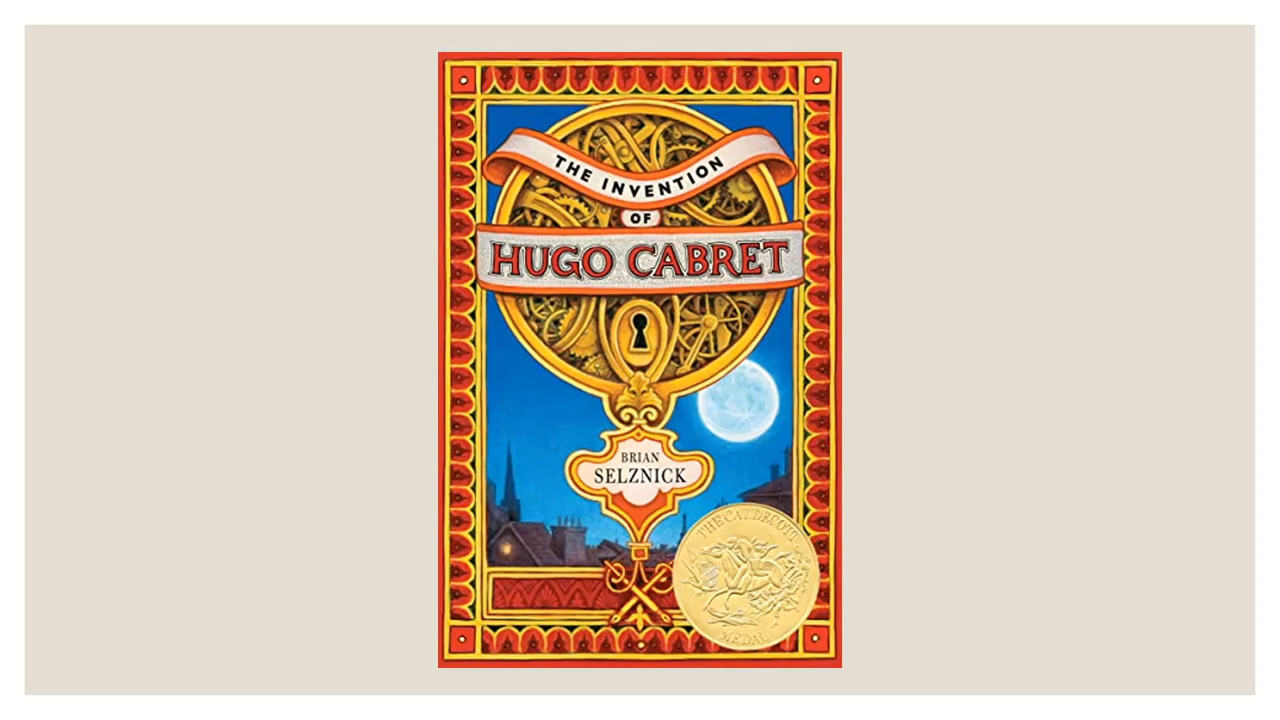 THE INVENTION
OF
HUGO CABRET
BRIAN
SELZNICK
THE CALDECOTT
MEDAL